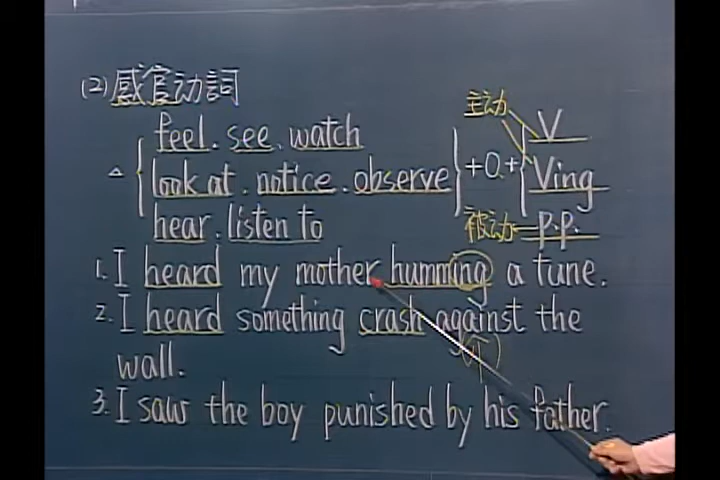 (2) 感官动詞
主动
feel. see. watch
V
△ look at. notice. observe + O. + Ving
hear. listen to
被动 p.p.
1. I heard my mother humming a tune.
2. I heard something crash against the
中
wall.
3. I saw the boy punished by his father.